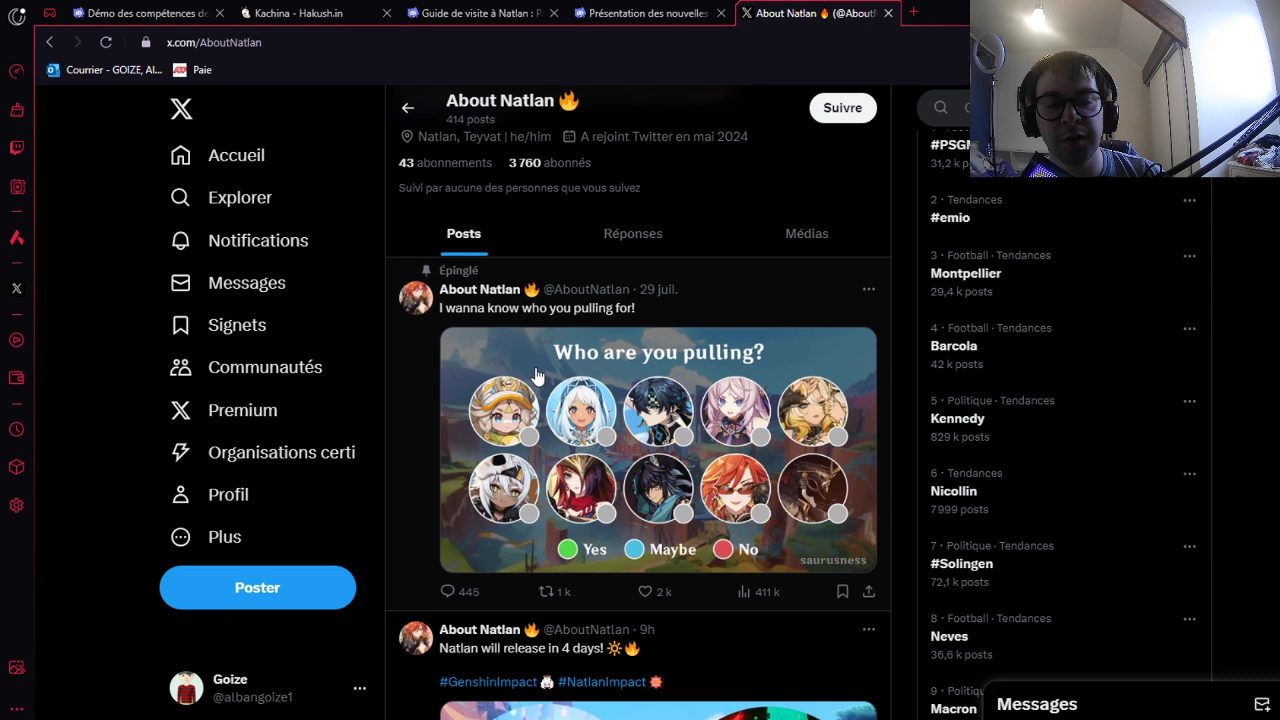 Démo des compétences de
Kachina - Hakush.in
Guide de visite à Natlan : P
Présentation des nouvelles
About Natlan 🔥 (@About
x.com/AboutNatlan
Courrier - GOIZE, Al...
Paie
Accueil
Explorer
Notifications
Messages
Signets
Communautés
Premium
Organisations certi
Profil
Plus
Poster
Goize
@albangoize1
About Natlan 🔥
414 posts
Suivre
Natlan, Teyvat | he/him
A rejoint Twitter en mai 2024
43 abonnements
3 760 abonnés
Suivi par aucune des personnes que vous suivez
Posts
Réponses
Médias
Épinglé
About Natlan 🔥 @AboutNatlan · 29 juil.
I wanna know who you pulling for!
Who are you pulling?
Yes
Maybe
No
saurusness
445
1 k
2 k
411 k
About Natlan 🔥 @AboutNatlan · 9h
Natlan will release in 4 days! 🔆🔥
#GenshinImpact
#NatlanImpact
31,2 k posts
2 · Tendances
#emio
3 · Football · Tendances
Montpellier
29,4 k posts
4 · Football · Tendances
Barcola
42 k posts
5 · Politique · Tendances
Kennedy
829 k posts
6 · Tendances
Nicollin
7 999 posts
7 · Politique · Tendances
#Solingen
72,1 k posts
8 · Football · Tendances
Neves
36,6 k posts
Macron
Messages